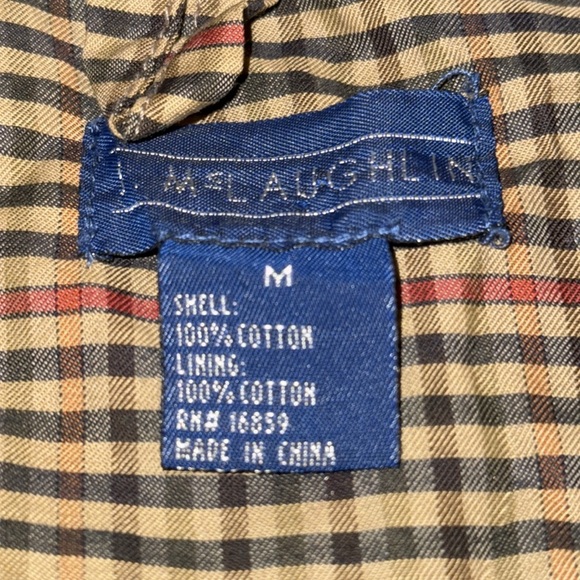 J. McLAUGHLIN
M
SHELL:
100% COTTON
LINING:
100% COTTON
RN# 16859
MADE IN CHINA